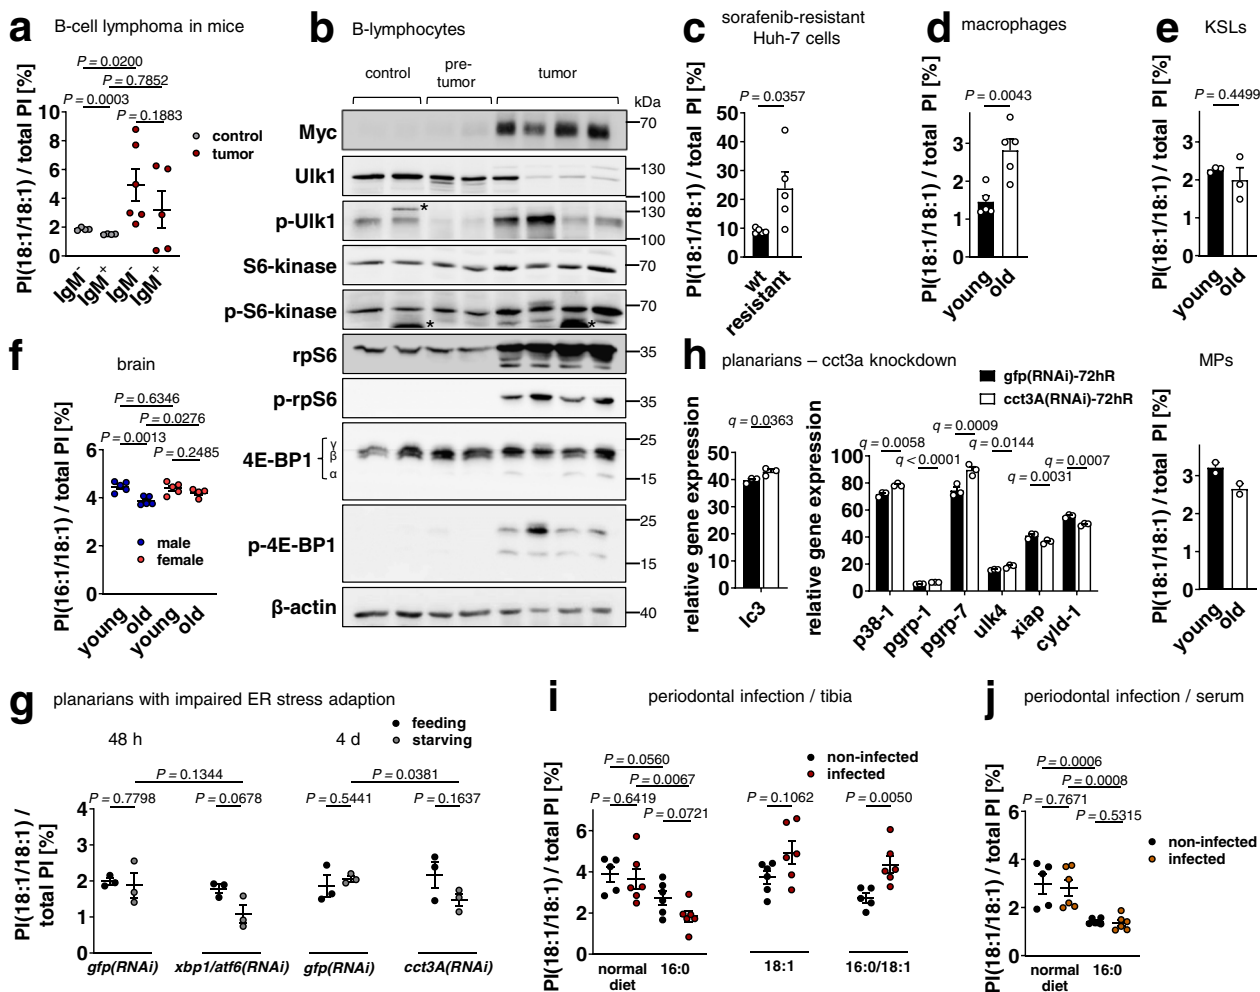 a
B-cell lymphoma in mice
PI(18:1/18:1) / total PI [%]
P = 0.0200
P = 0.7852
P = 0.0003
P = 0.1883
10
8
6
4
2
0
control
tumor
IgM-
IgM+
IgM-
IgM+
b
B-lymphocytes
control
pre-
tumor
tumor
kDa
Myc
70
Ulk1
130
100
p-Ulk1
*
130
100
S6-kinase
70
p-S6-kinase
*
*
70
rpS6
35
p-rpS6
35
4E-BP1
γ
β
α
25
15
p-4E-BP1
25
15
β-actin
40
c
sorafenib-resistant
Huh-7 cells
PI(18:1/18:1) / total PI [%]
P = 0.0357
50
40
30
20
10
0
wt
resistant
d
macrophages
PI(18:1/18:1) / total PI [%]
P = 0.0043
3
2
1
0
young
old
e
KSLs
PI(18:1/18:1) / total PI [%]
P = 0.4499
3
2
1
0
young
old
MPs
PI(18:1/18:1) / total PI [%]
3
2
1
0
young
old
f
brain
PI(16:1/18:1) / total PI [%]
P = 0.6346
P = 0.0276
P = 0.0013
P = 0.2485
6
4
2
0
male
female
young
old
young
old
h
planarians – cct3a knockdown
gfp(RNAi)-72hR
cct3A(RNAi)-72hR
relative gene expression
q = 0.0363
60
40
20
0
lc3
relative gene expression
q = 0.0009
q = 0.0058
q < 0.0001
q = 0.0144
q = 0.0007
q = 0.0031
100
80
60
40
20
0
p38-1
pgrp-1
pgrp-7
ulk4
xiap
cyld-1
g
planarians with impaired ER stress adaption
feeding
starving
48 h
4 d
PI(18:1/18:1) /
total PI [%]
P = 0.1344
P = 0.0381
P = 0.7798
P = 0.0678
P = 0.5441
P = 0.1637
4
3
2
1
0
gfp(RNAi)
xbp1/atf6(RNAi)
gfp(RNAi)
cct3A(RNAi)
i
periodontal infection / tibia
non-infected
infected
PI(18:1/18:1) / total PI [%]
P = 0.0560
P = 0.0067
P = 0.6419
P = 0.0721
P = 0.1062
P = 0.0050
6
4
2
0
normal
diet
16:0
18:1
16:0/18:1
j
periodontal infection / serum
PI(18:1/18:1) / total PI [%]
P = 0.0006
P = 0.0008
P = 0.7671
P = 0.5315
6
4
2
0
non-infected
infected
normal
diet
16:0